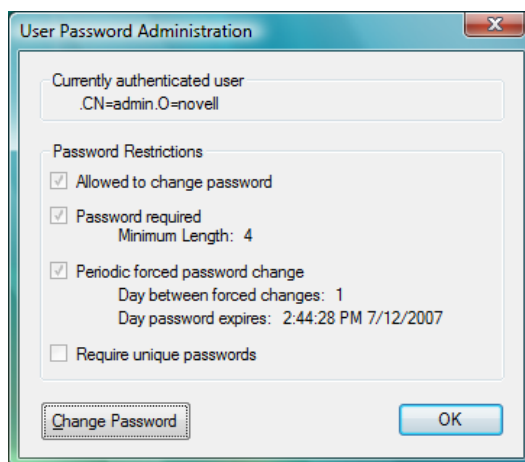 User Password Administration
Currently authenticated user
.CN=admin.O=novell
Password Restrictions
Allowed to change password
Password required
Minimum Length: 4
Periodic forced password change
Day between forced changes: 1
Day password expires: 2:44:28 PM 7/12/2007
Require unique passwords
Change Password
OK